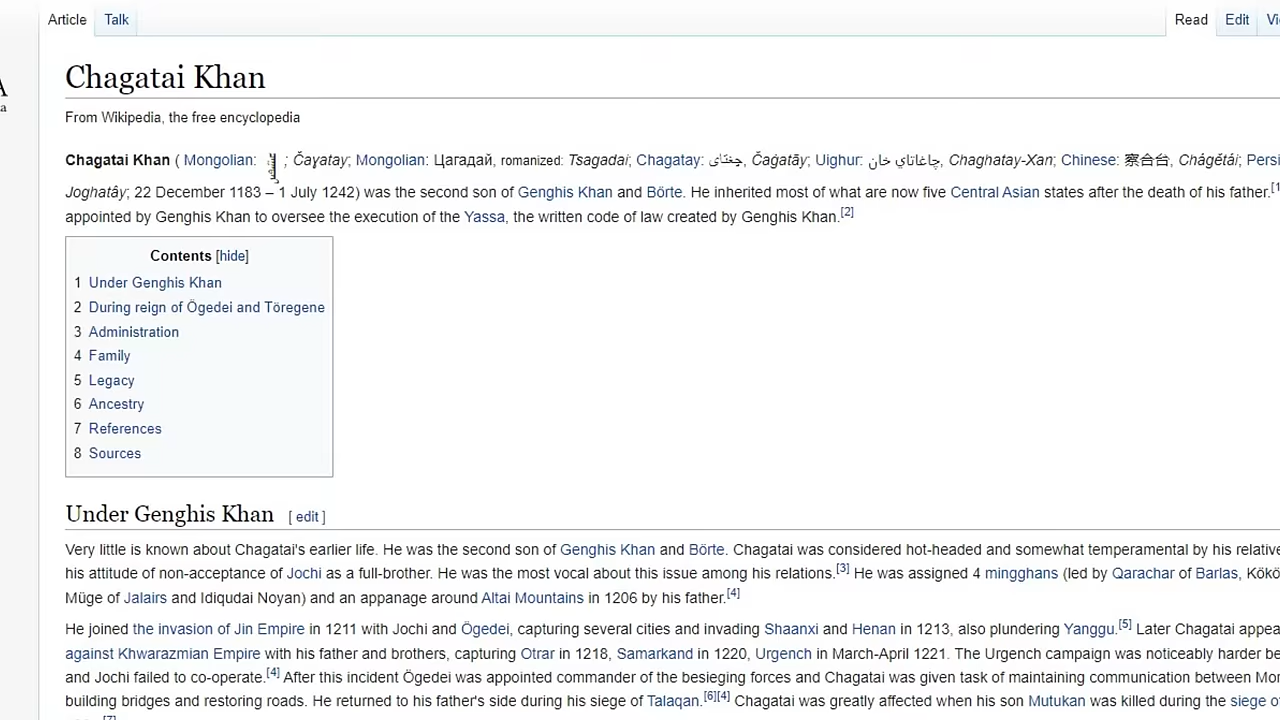 Article Talk Read Edit
Chagatai Khan
From Wikipedia, the free encyclopedia
Chagatai Khan ( Mongolian: ; Čaɣatay; Mongolian: Цагадай, romanized: Tsagadai; Chagatay: جغتای, Čaġatāy; Uighur: چاغاتاي خان, Chaghatay-Xan; Chinese: 察合台, Chágětái;
Joghatây; 22 December 1183 – 1 July 1242) was the second son of Genghis Khan and Börte. He inherited most of what are now five Central Asian states after the death of his father.
appointed by Genghis Khan to oversee the execution of the Yassa, the written code of law created by Genghis Khan.[2]
Contents [hide]
1 Under Genghis Khan
2 During reign of Ögedei and Töregene
3 Administration
4 Family
5 Legacy
6 Ancestry
7 References
8 Sources
Under Genghis Khan [ edit ]
Very little is known about Chagatai's earlier life. He was the second son of Genghis Khan and Börte. Chagatai was considered hot-headed and somewhat temperamental by his
his attitude of non-acceptance of Jochi as a full-brother. He was the most vocal about this issue among his relations.[3] He was assigned 4 mingghans (led by Qarachar of Barlas, Kökö
Müge of Jalairs and Idiqudai Noyan) and an appanage around Altai Mountains in 1206 by his father.[4]
He joined the invasion of Jin Empire in 1211 with Jochi and Ögedei, capturing several cities and invading Shaanxi and Henan in 1213, also plundering Yanggu.[5] Later Chagatai
against Khwarazmian Empire with his father and brothers, capturing Otrar in 1218, Samarkand in 1220, Urgench in March-April 1221. The Urgench campaign was noticeably harder
and Jochi failed to co-operate.[4] After this incident Ögedei was appointed commander of the besieging forces and Chagatai was given task of maintaining communication between
building bridges and restoring roads. He returned to his father's side during his siege of Talaqan.[6][4] Chagatai was greatly affected when his son Mutukan was killed during the siege
[7]